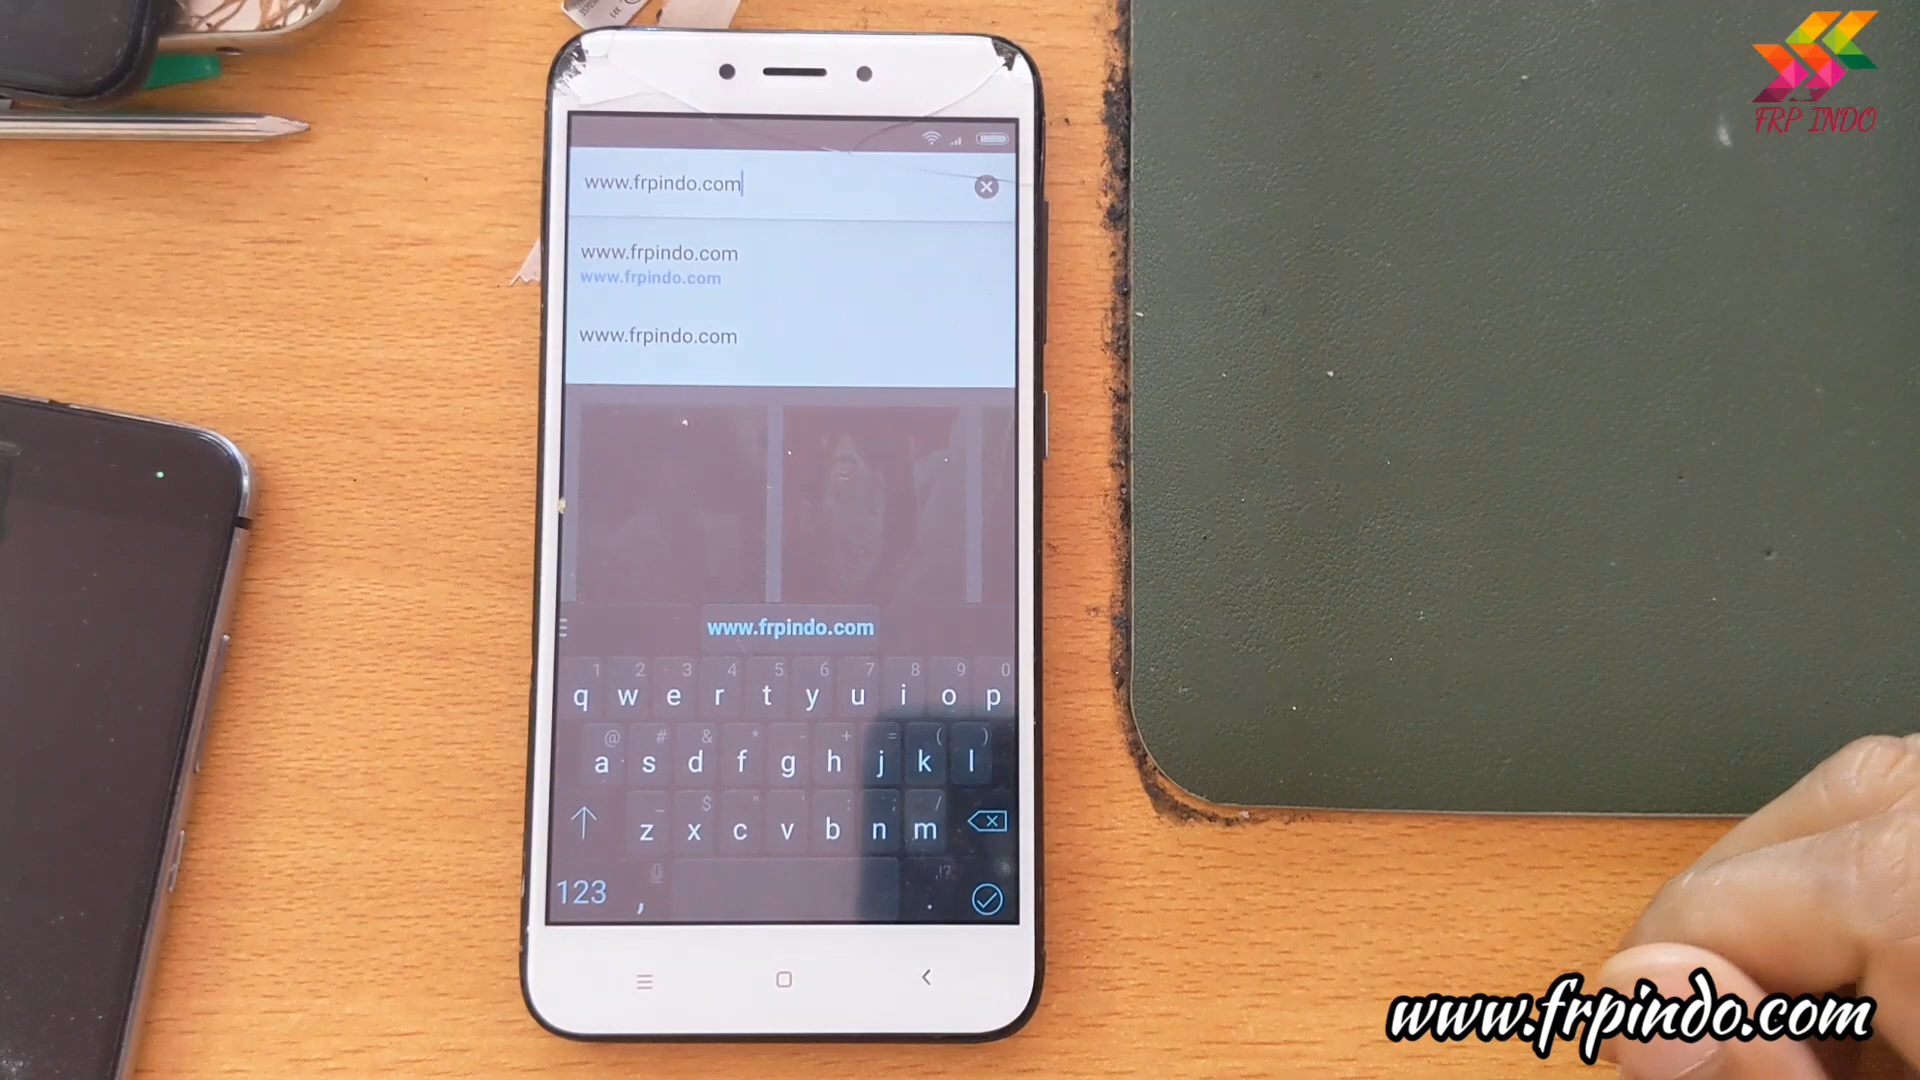 FRP INDO
www.frpindo.com
www.frpindo.com
www.frpindo.com
www.frpindo.com
www.frpindo.com
1 2 3 4 5 6 7 8 9 0
q w e r t y u i o p
@ # & * - + = ( )
a s d f g h j k l
_ $ " ' : ; /
z x c v b n m
!?
123 , .
www.frpindo.com